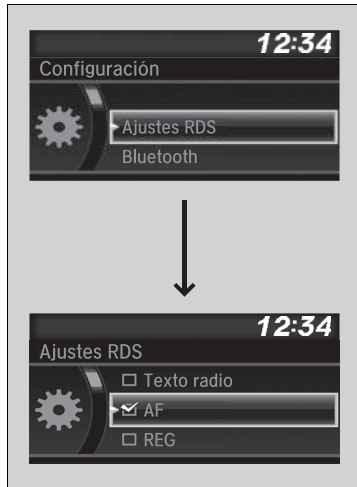 12:34
Configuración
Ajustes RDS
Bluetooth
12:34
Ajustes RDS
Texto radio
AF
REG